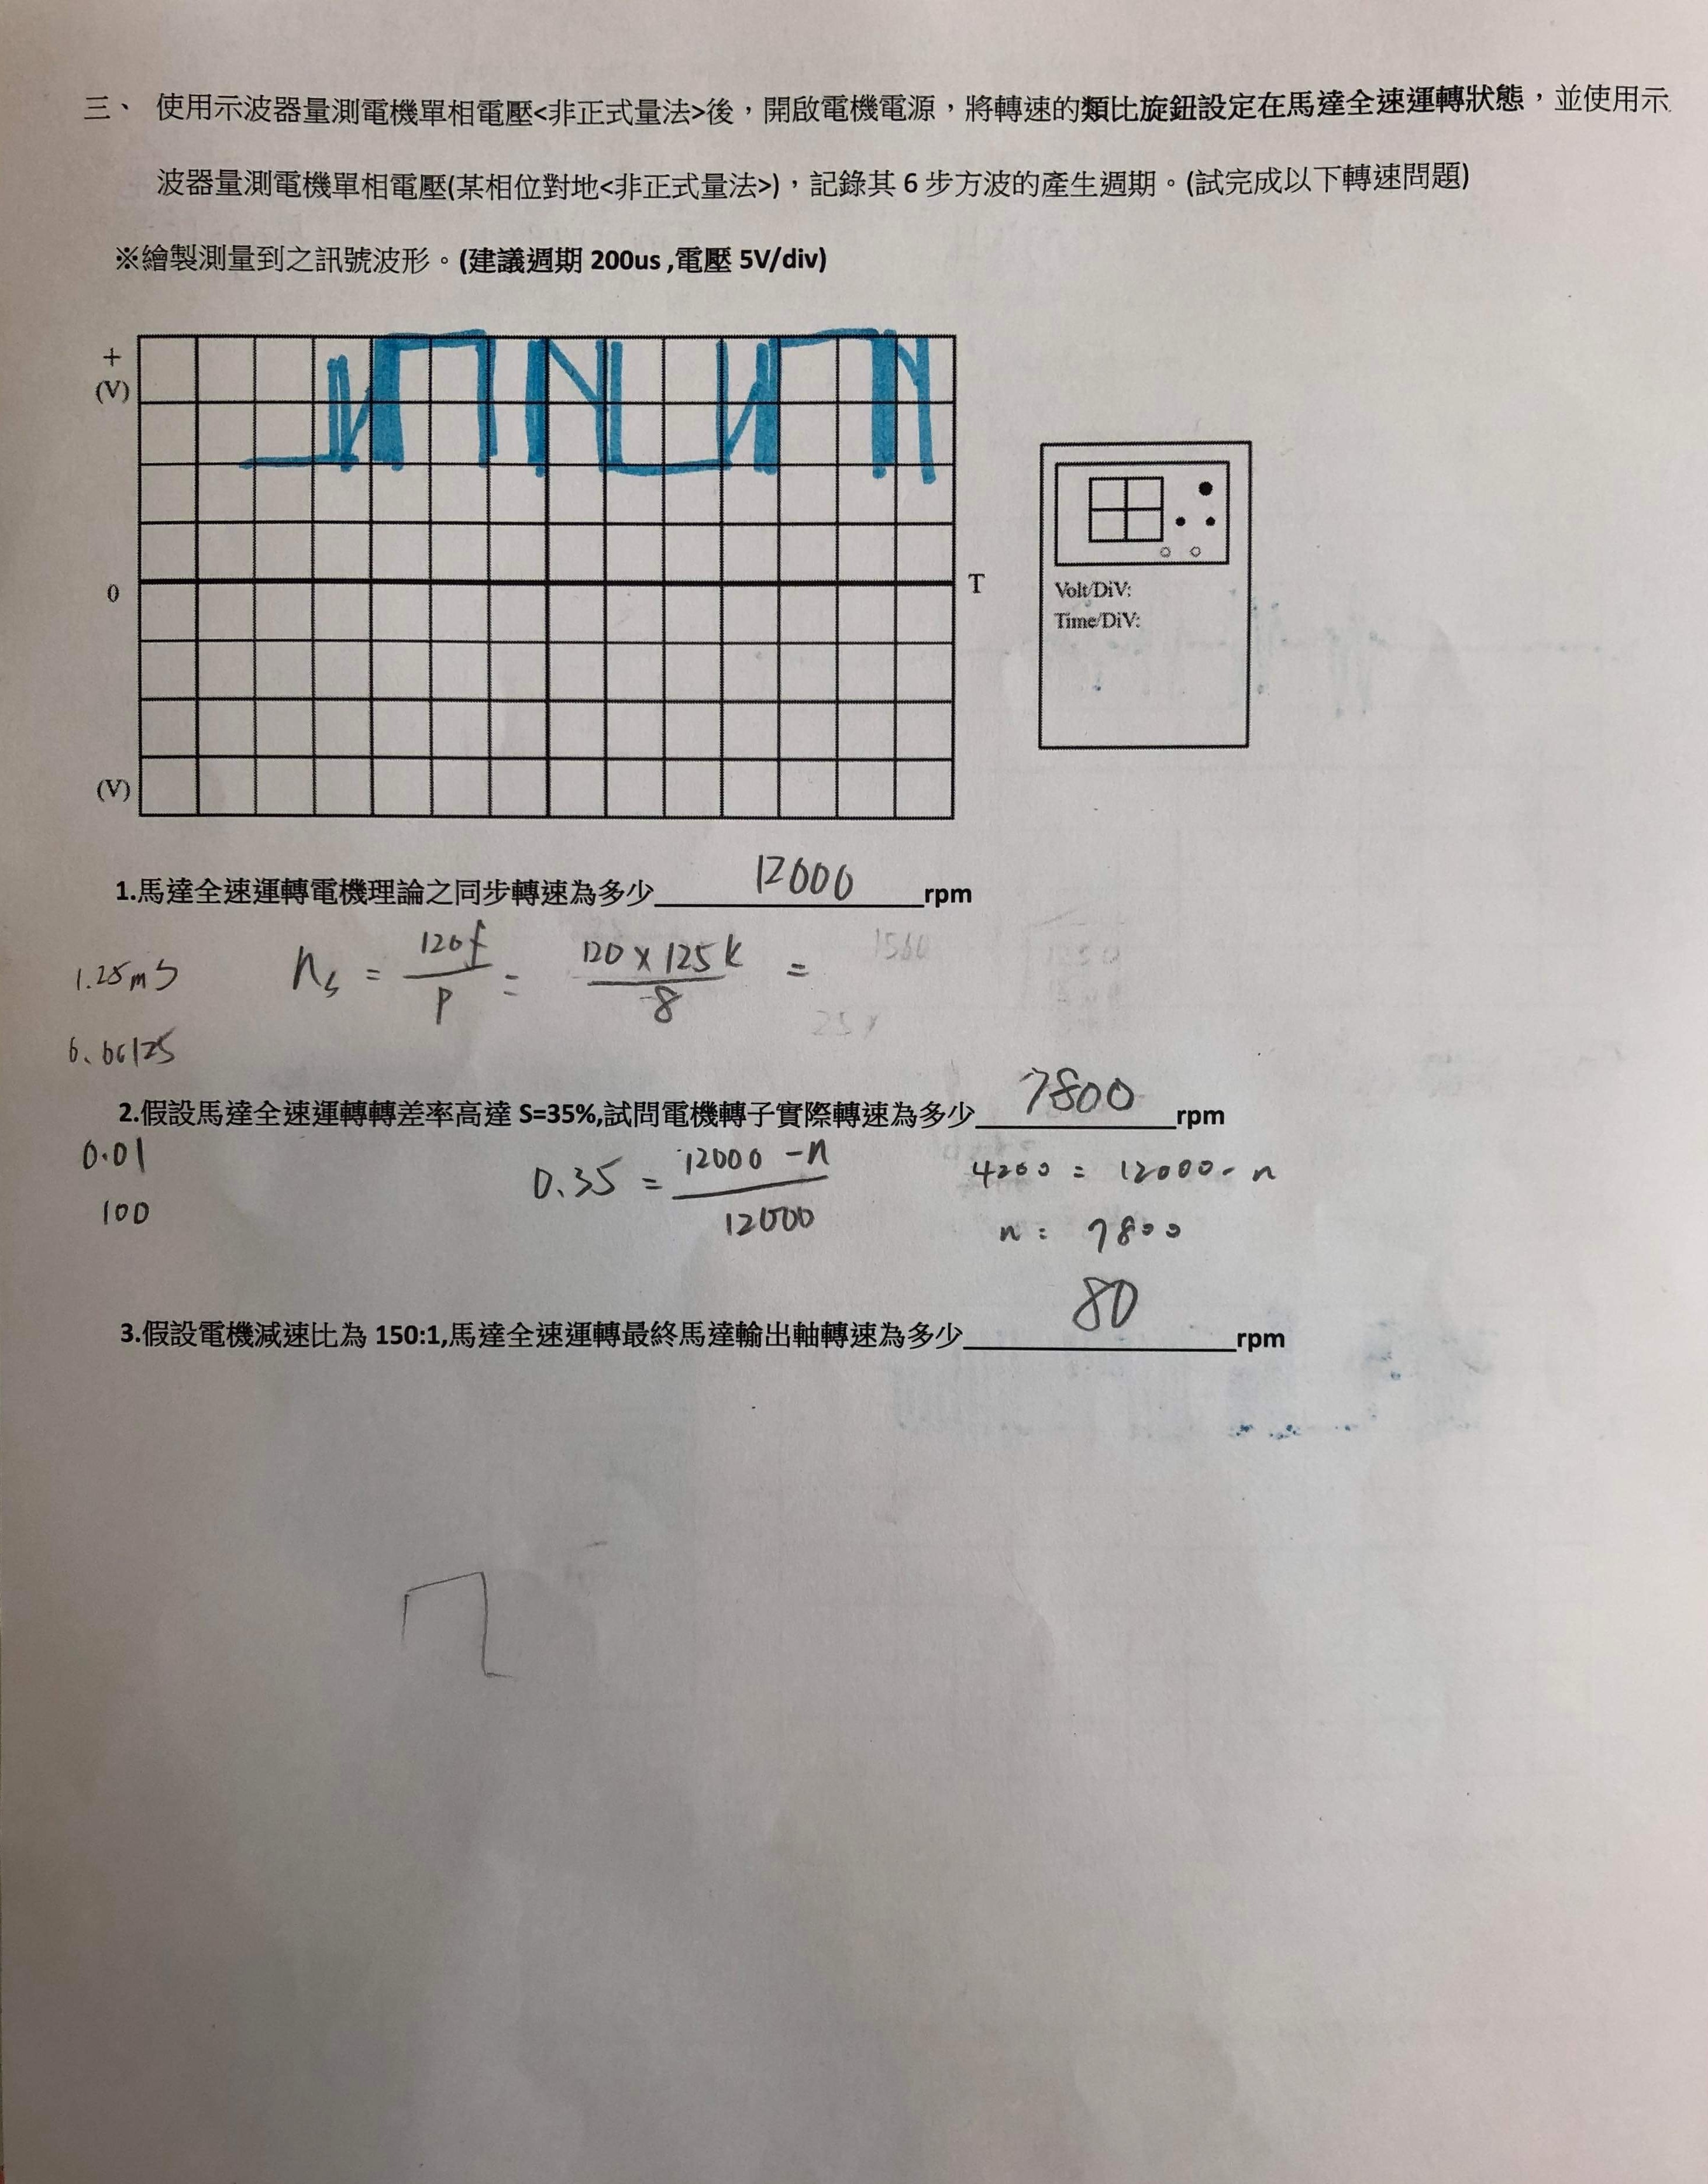 三、 使用示波器量測電機單相電壓<非正式量法>後，開啟電機電源，將轉速的類比旋鈕設定在馬達全速運轉狀態，並使用示
波器量測電機單相電壓(某相位對地<非正式量法>)，記錄其 6 步方波的產生週期。(試完成以下轉速問題)
※繪製測量到之訊號波形。(建議週期 200us ,電壓 5V/div)
+
(V)
0
T
(V)
Volt/DiV:
Time/DiV:
1.馬達全速運轉電機理論之同步轉速為多少 12000 rpm
1.25mS
ns = 120f / P = 120 x 125k / 8 =
2.假設馬達全速運轉轉差率高達 S=35%,試問電機轉子實際轉速為多少 7800 rpm
0.01
0.35 = 12000 - n / 12000
4200 = 12000 - n
100
n = 7800
3.假設電機減速比為 150:1,馬達全速運轉最終馬達輸出軸轉速為多少 80 rpm